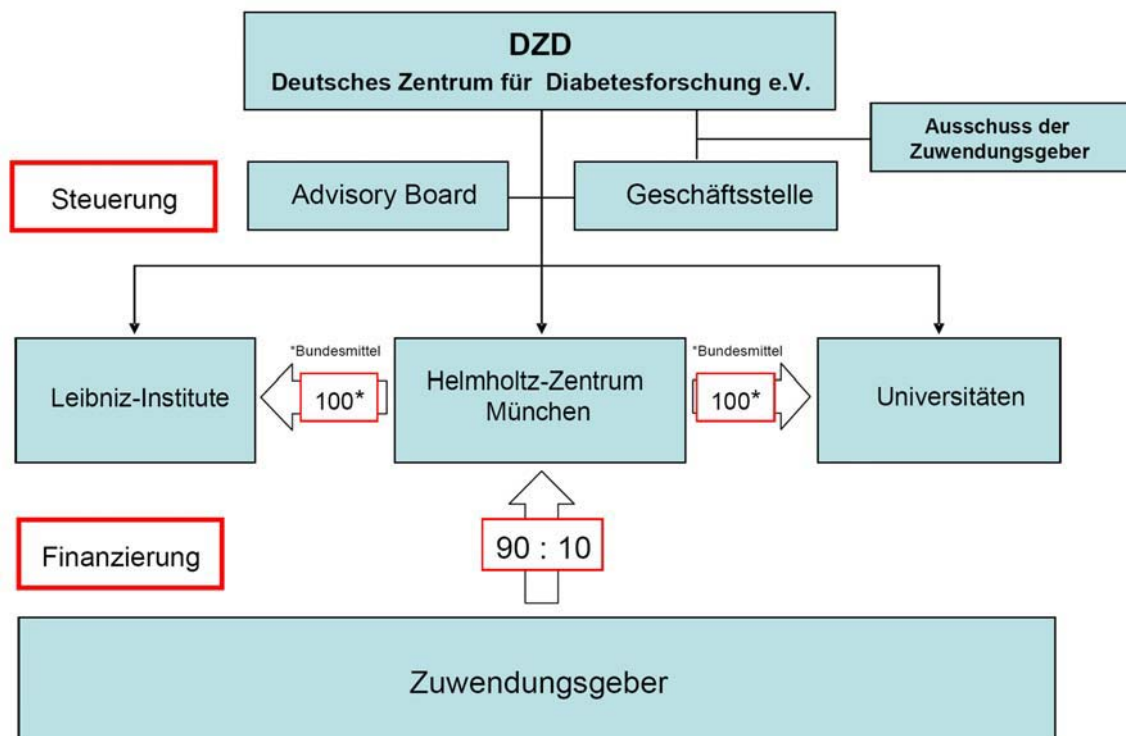 DZD
Deutsches Zentrum für Diabetesforschung e.V.
Ausschuss der
Zuwendungsgeber
Steuerung
Advisory Board
Geschäftsstelle
Leibniz-Institute
*Bundesmittel
100*
Helmholtz-Zentrum
München
*Bundesmittel
100*
Universitäten
Finanzierung
90 : 10
Zuwendungsgeber